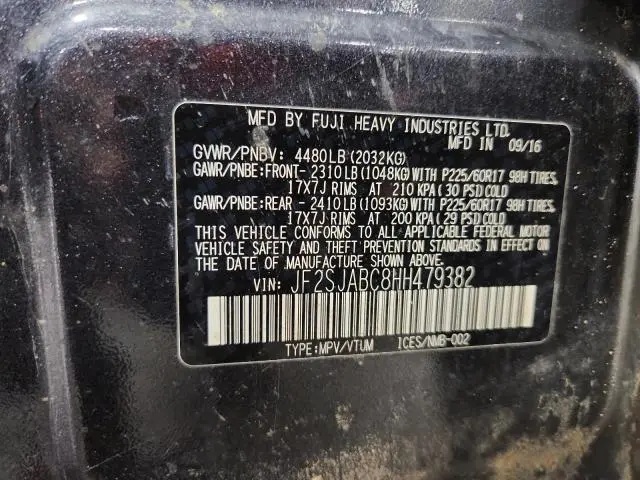 MFD BY FUJI HEAVY INDUSTRIES LTD.
MFD IN 09/16
GVWR/PNBV: 4480LB(2032KG)
GAWR/PNBE:FRONT- 2310LB(1048KG)WITH P225/60R17 98H TIRES,
17X7J RIMS AT 210 KPA(30 PSI)COLD
GAWR/PNBE:REAR - 2410LB(1093KG)WITH P225/60R17 98H TIRES,
17X7J RIMS AT 200 KPA(29 PSI)COLD
THIS VEHICLE CONFORMS TO ALL APPLICABLE FEDERAL MOTOR
VEHICLE SAFETY AND THEFT PREVENTION STANDARDS IN EFFECT ON
THE DATE OF MANUFACTURE SHOWN ABOVE.
VIN: JF2SJABC8HH479382
TYPE:MPV/VTUM ICES/NMB-002